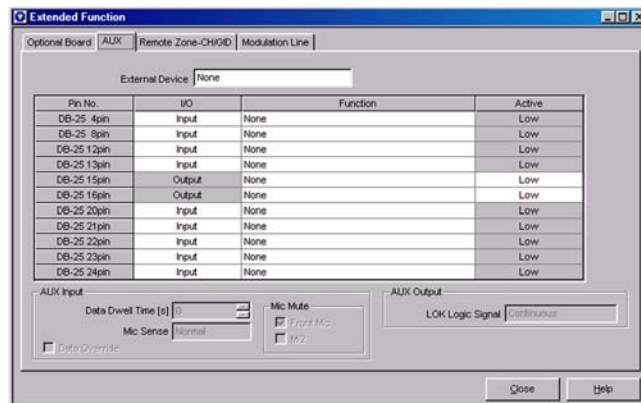 Extended Function
Optional Board AUX Remote Zone-CH/GID Modulation Line
External Device None
Pin No. I/O Function Active
DB-25 4pin Input None Low
DB-25 8pin Input None Low
DB-25 12pin Input None Low
DB-25 13pin Input None Low
DB-25 15pin Output None Low
DB-25 16pin Output None Low
DB-25 20pin Input None Low
DB-25 21pin Input None Low
DB-25 22pin Input None Low
DB-25 23pin Input None Low
DB-25 24pin Input None Low
AUX Input AUX Output
Data Dwell Time [s] 0 Mic Mute LOK Logic Signal Continuous
Front Mic
Mic Sense Normal MI2
Data Override
Close Help